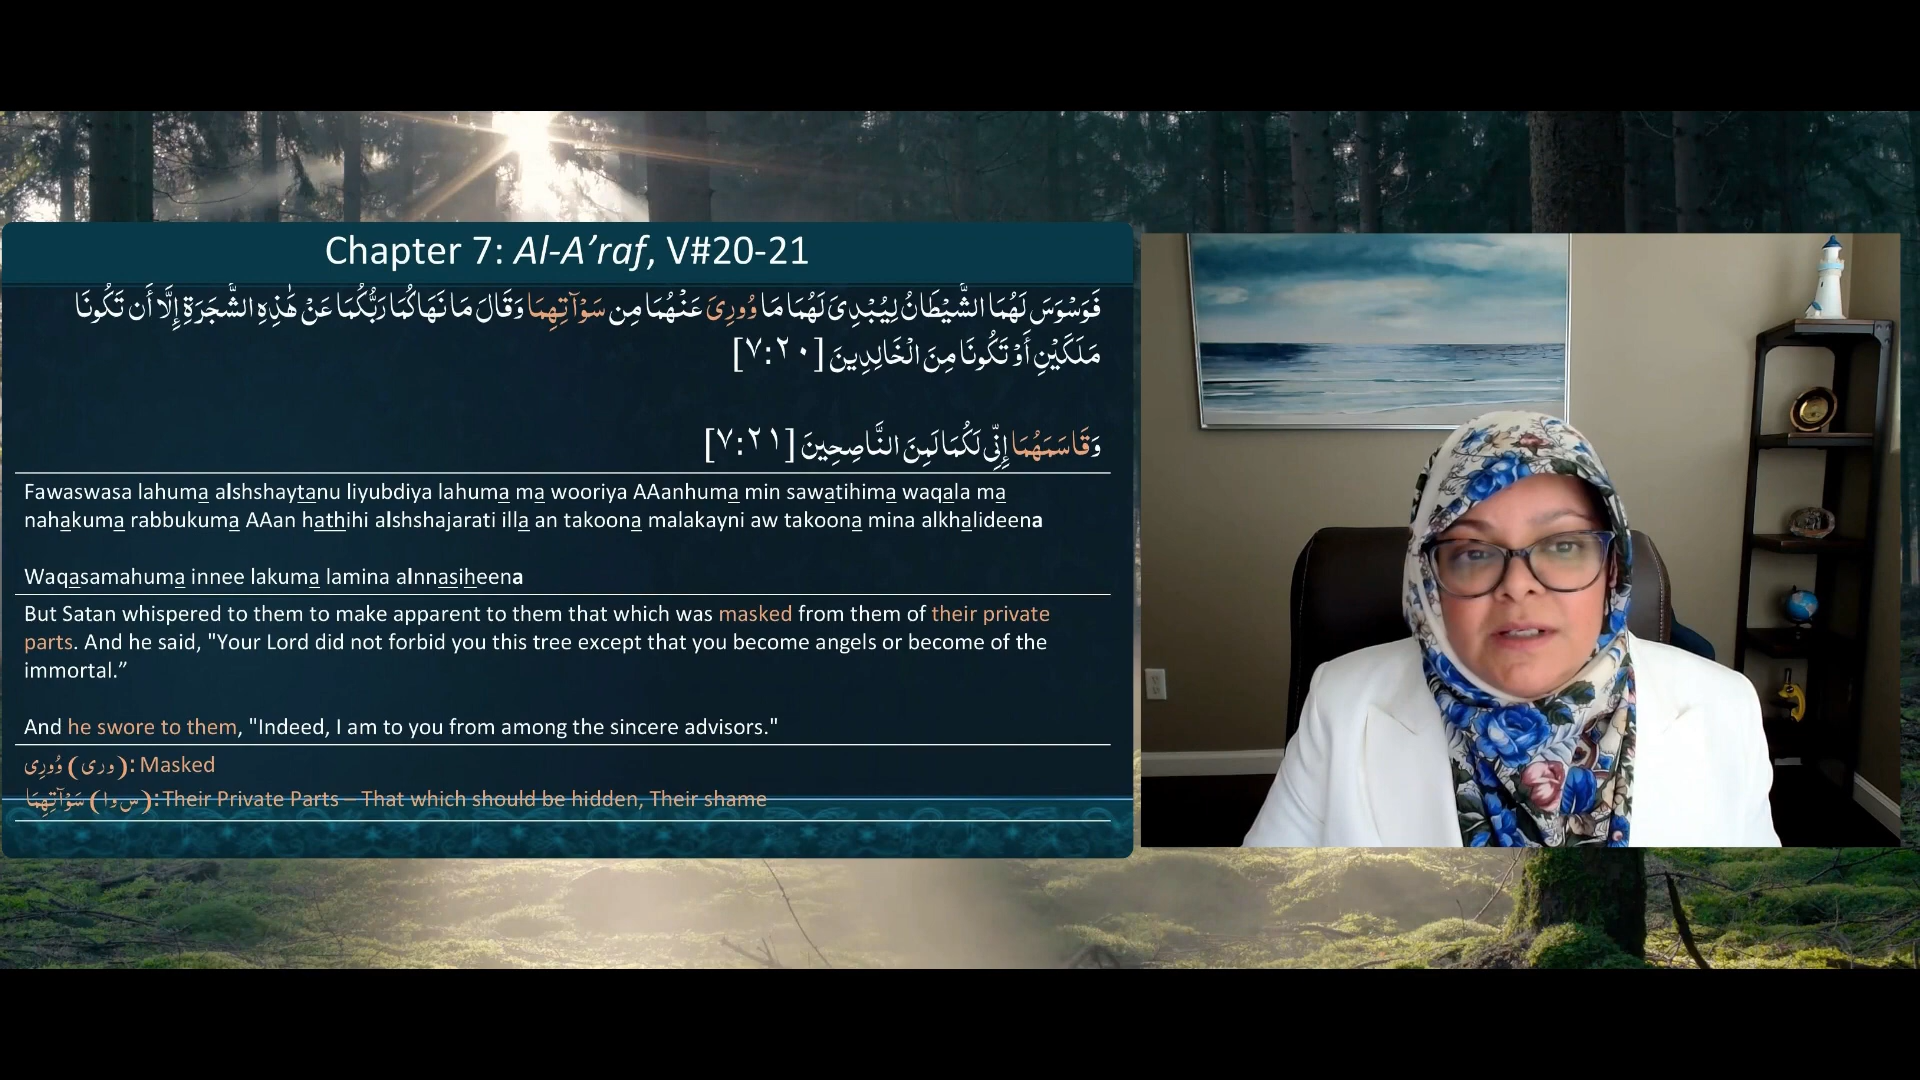 Chapter 7: Al-A’raf, V#20-21
فَوَسْوَسَ لَهُمَا الشَّيْطَانُ لِيُبْدِىَ لَهُمَا مَا وُورِىَ عَنْهُمَا مِن سَوْآتِهِمَا وَقَالَ مَا نَهَاكُمَا رَبُّكُمَا عَنْ هَٰذِهِ الشَّجَرَةِ إِلَّا أَن تَكُونَا
مَلَكَيْنِ أَوْ تَكُونَا مِنَ الْخَالِدِينَ [٧:٢٠]
وَقَاسَمَهُمَا إِنِّى لَكُمَا لَمِنَ النَّاصِحِينَ [٧:٢١]
Fawaswasa lahuma alshshaytanu liyubdiya lahuma ma wooriya AAanhuma min sawatihima waqala ma
nahakuma rabbukuma AAan hathihi alshshajarati illa an takoona malakayni aw takoona mina alkhalideena
Waqasamahuma innee lakuma lamina alnnasiheena
But Satan whispered to them to make apparent to them that which was masked from them of their private
parts. And he said, "Your Lord did not forbid you this tree except that you become angels or become of the
immortal.”
And he swore to them, "Indeed, I am to you from among the sincere advisors."
وُورِىَ (ورى): Masked
سَوْآتِهِمَا (س و ا): Their Private Parts – That which should be hidden, Their shame